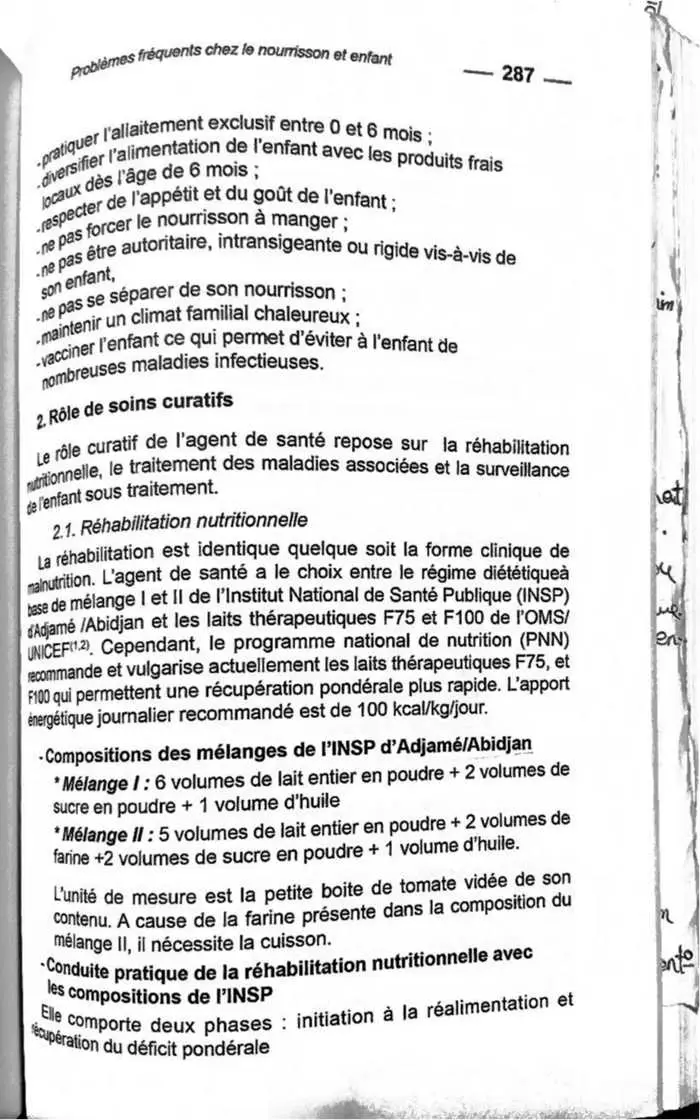 Problèmes fréquents chez le nourrisson et enfant
— 287 —
-pratiquer l'allaitement exclusif entre 0 et 6 mois ;
-diversifier l'alimentation de l'enfant avec les produits frais
locaux dès l'âge de 6 mois ;
-respecter de l'appétit et du goût de l'enfant ;
-ne pas forcer le nourrisson à manger ;
-ne pas être autoritaire, intransigeante ou rigide vis-à-vis de
son enfant,
-ne pas se séparer de son nourrisson ;
-maintenir un climat familial chaleureux ;
-vacciner l'enfant ce qui permet d'éviter à l'enfant de
nombreuses maladies infectieuses.
2. Rôle de soins curatifs
Le rôle curatif de l'agent de santé repose sur la réhabilitation
nutritionnelle, le traitement des maladies associées et la surveillance
de l'enfant sous traitement.
2.1. Réhabilitation nutritionnelle
La réhabilitation est identique quelque soit la forme clinique de
malnutrition. L'agent de santé a le choix entre le régime diététiqueà
base de mélange I et II de l'Institut National de Santé Publique (INSP)
d'Adjamé /Abidjan et les laits thérapeutiques F75 et F100 de l'OMS/
UNICEF(1,2). Cependant, le programme national de nutrition (PNN)
recommande et vulgarise actuellement les laits thérapeutiques F75, et
F100 qui permettent une récupération pondérale plus rapide. L'apport
énergétique journalier recommandé est de 100 kcal/kg/jour.
-Compositions des mélanges de l'INSP d'Adjamé/Abidjan
*Mélange I : 6 volumes de lait entier en poudre + 2 volumes de
sucre en poudre + 1 volume d'huile
*Mélange II : 5 volumes de lait entier en poudre + 2 volumes de
farine +2 volumes de sucre en poudre + 1 volume d'huile.
L'unité de mesure est la petite boite de tomate vidée de son
contenu. A cause de la farine présente dans la composition du
mélange II, il nécessite la cuisson.
-Conduite pratique de la réhabilitation nutritionnelle avec
les compositions de l'INSP
Elle comporte deux phases : initiation à la réalimentation et
récupération du déficit pondérale